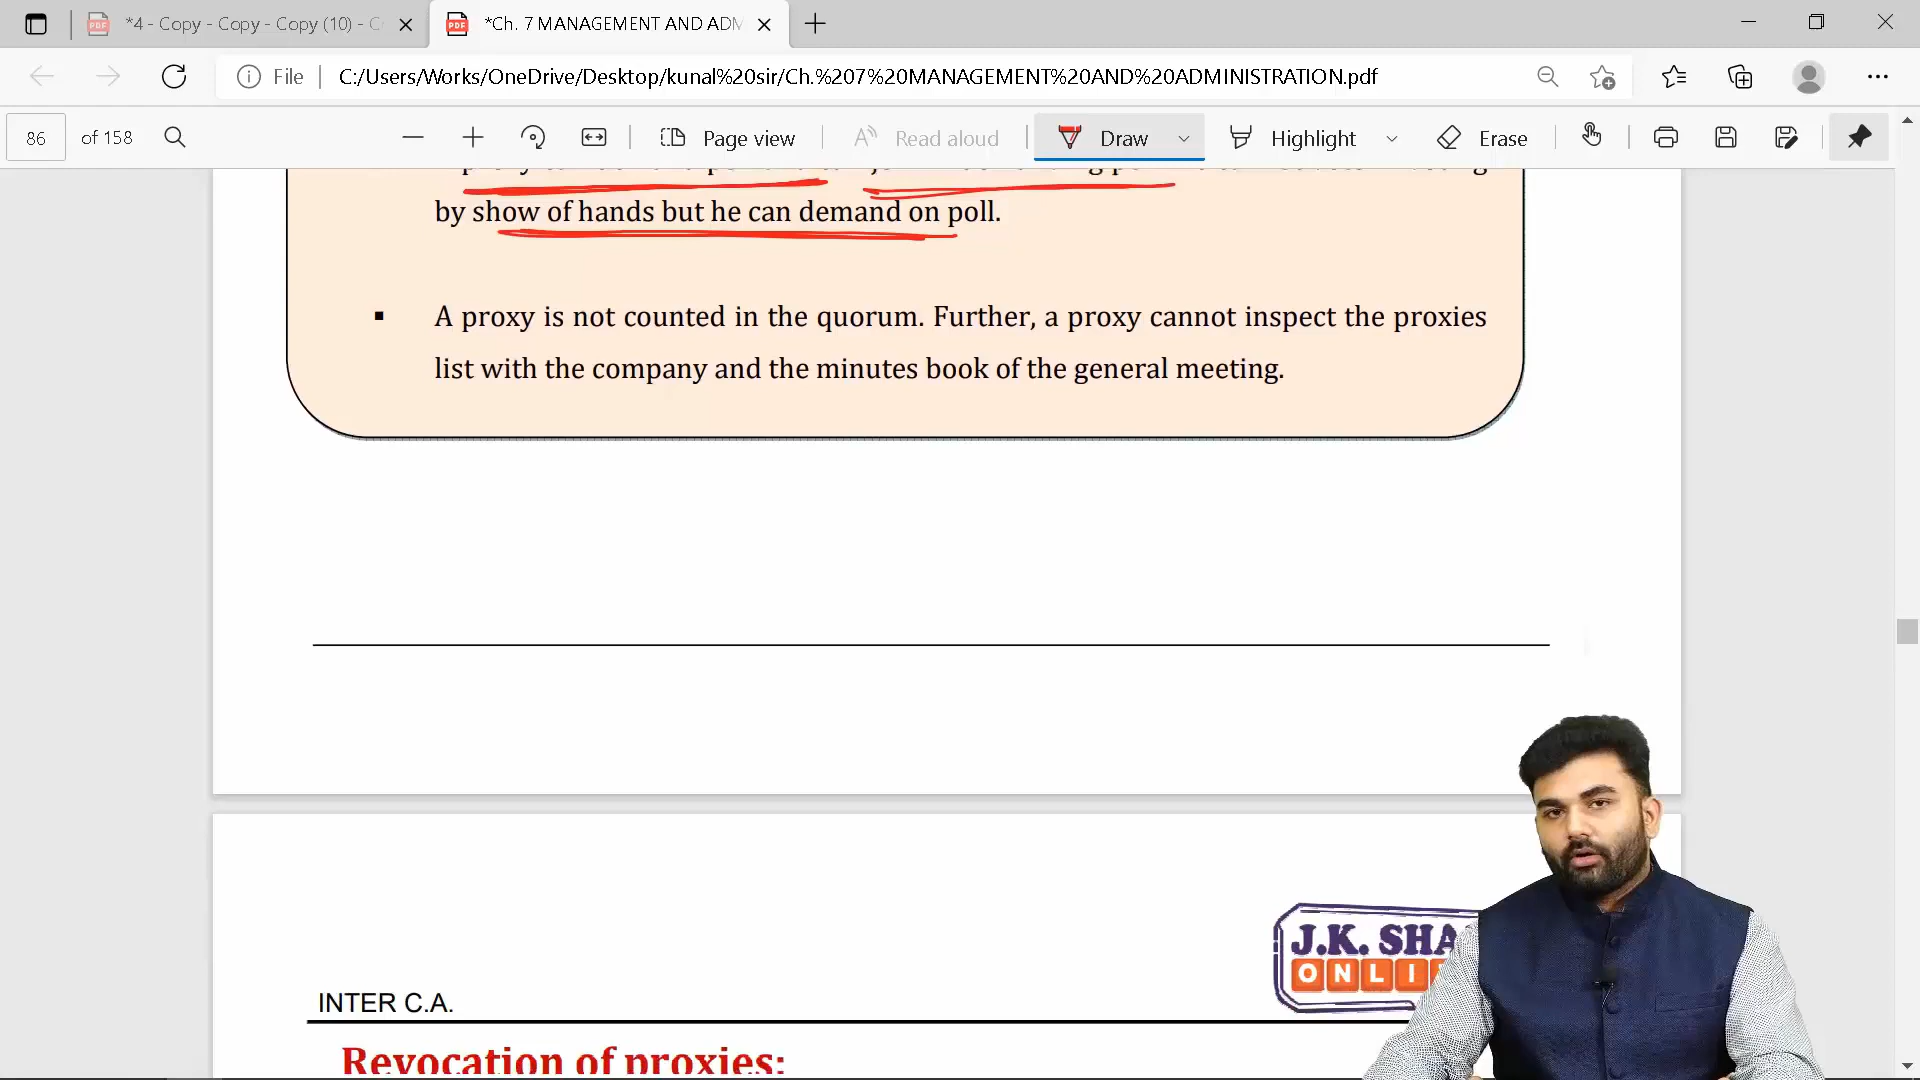 *4 - Copy - Copy - Copy (10) - C
*Ch. 7 MANAGEMENT AND ADM
File
C:/Users/Works/OneDrive/Desktop/kunal%20sir/Ch.%207%20MANAGEMENT%20AND%20ADMINISTRATION.pdf
86 of 158
Page view
Read aloud
Draw
Highlight
Erase
by show of hands but he can demand on poll.
▪ A proxy is not counted in the quorum. Further, a proxy cannot inspect the proxies
list with the company and the minutes book of the general meeting.
J.K. SHA
ONLI
INTER C.A.
Revocation of proxies: